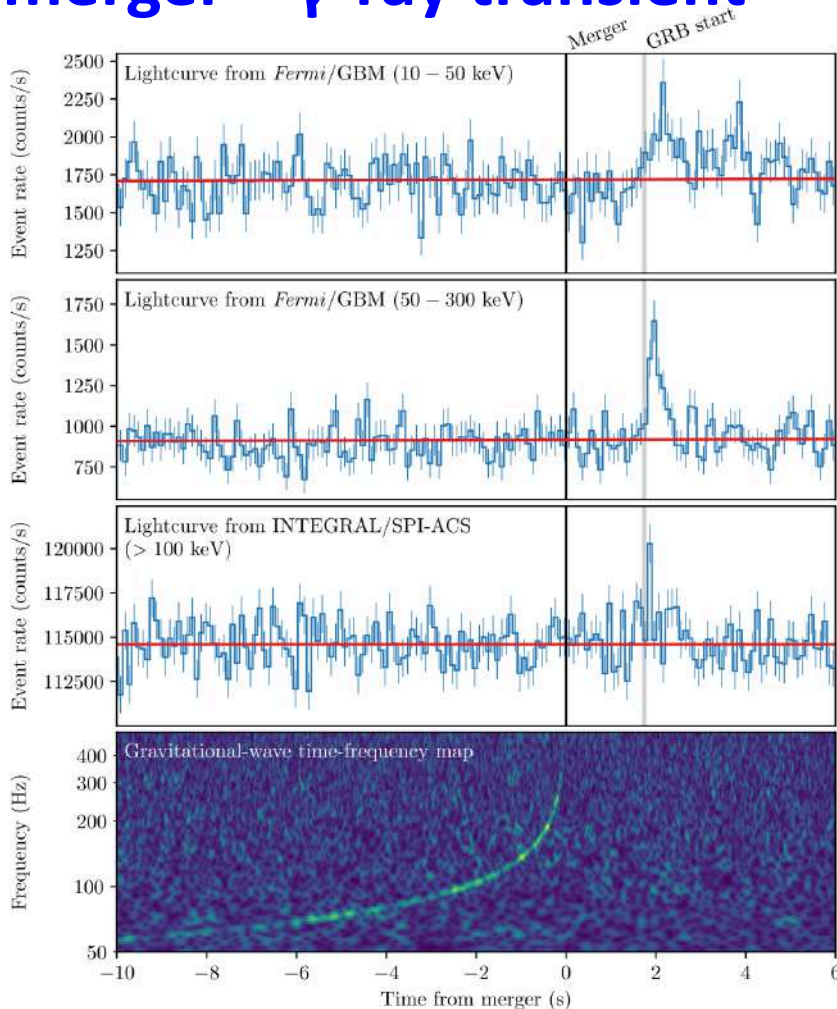 merger – γ-ray transient
Merger
GRB start
Lightcurve from Fermi/GBM (10 − 50 keV)
Event rate (counts/s)
2500
2250
2000
1750
1500
1250
Lightcurve from Fermi/GBM (50 − 300 keV)
Event rate (counts/s)
1750
1500
1250
1000
750
Lightcurve from INTEGRAL/SPI-ACS
(> 100 keV)
Event rate (counts/s)
120000
117500
115000
112500
Gravitational-wave time-frequency map
Frequency (Hz)
400
300
200
100
50
−10 −8 −6 −4 −2 0 2 4 6
Time from merger (s)